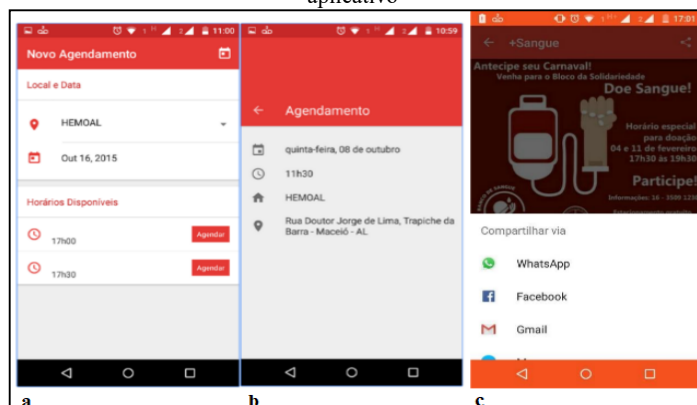 aplicativo
11:00
Novo Agendamento
Local e Data
HEMOAL
Out 16, 2015
Horários Disponíveis
17h00
Agendar
17h30
Agendar
a
10:59
Agendamento
quinta-feira, 08 de outubro
11h30
HEMOAL
Rua Doutor Jorge de Lima, Trapiche da
Barra - Maceió - AL
b
17:01
+Sangue
Antecipe seu Carnaval!
Venha para o Bloco da Solidariedade
Doe Sangue!
Horário especial
para doação
04 e 11 de fevereiro
17h30 às 19h30
Participe!
Compartilhar via
WhatsApp
Facebook
Gmail
c